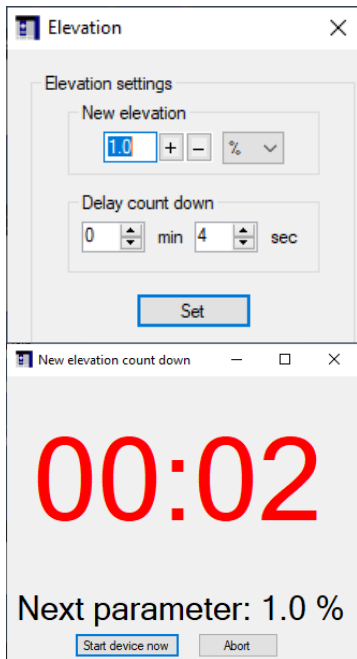 Elevation
Elevation settings
New elevation
1.0 + − %
Delay count down
0 min 4 sec
Set
New elevation count down
00:02
Next parameter: 1.0 %
Start device now Abort